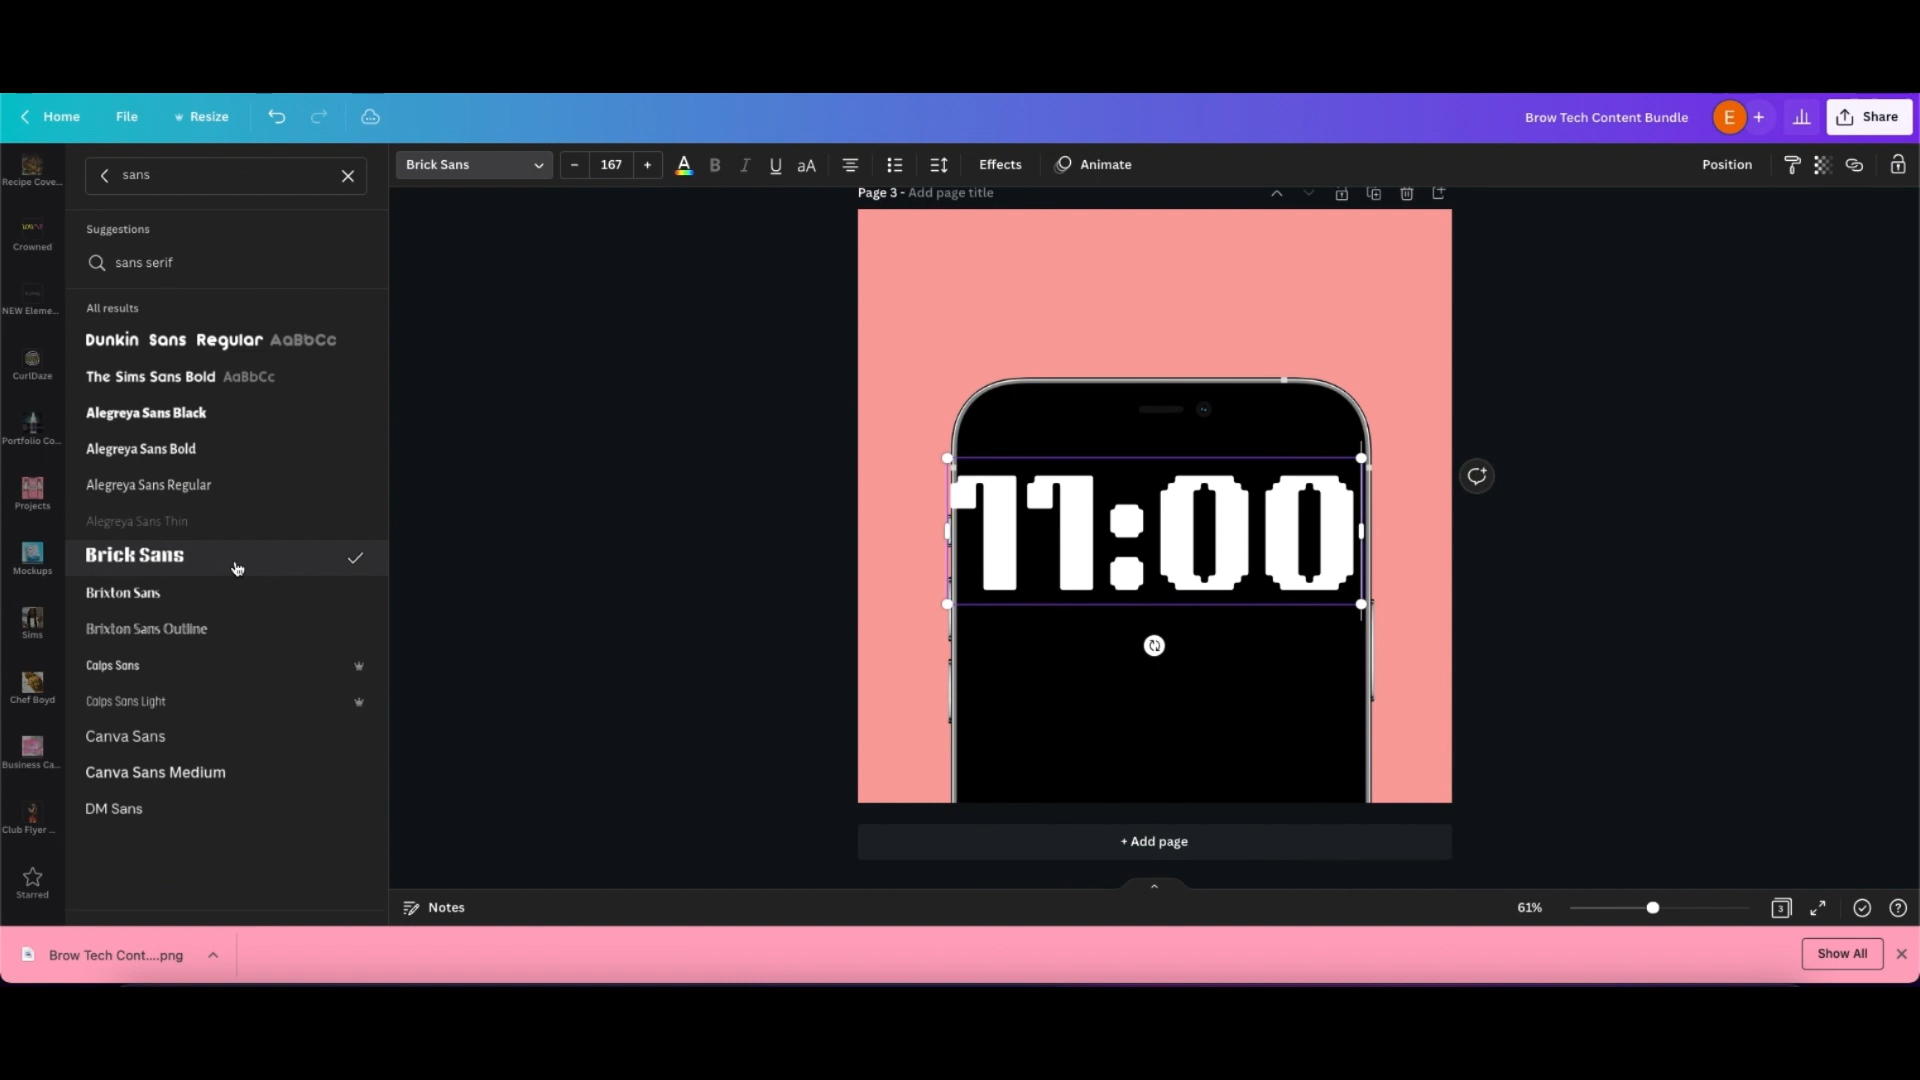 Home File Resize Brow Tech Content Bundle E + Share
sans
Brick Sans – 167 + A B I U aA Effects Animate Position
Page 3 - Add page title
Recipe Cove...
Crowned
NEW Eleme...
CurlDaze
Portfolio Co...
Projects
Mockups
Sims
Chef Boyd
Business Ca...
Club Flyer ...
Starred
Suggestions
sans serif
All results
Dunkin Sans Regular AaBbCc
The Sims Sans Bold AaBbCc
Alegreya Sans Black
Alegreya Sans Bold
Alegreya Sans Regular
Alegreya Sans Thin
Brick Sans
Brixton Sans
Brixton Sans Outline
Calps Sans
Calps Sans Light
Canva Sans
Canva Sans Medium
DM Sans
11:00
+ Add page
Notes 61% 3 ?
Brow Tech Cont....png Show All